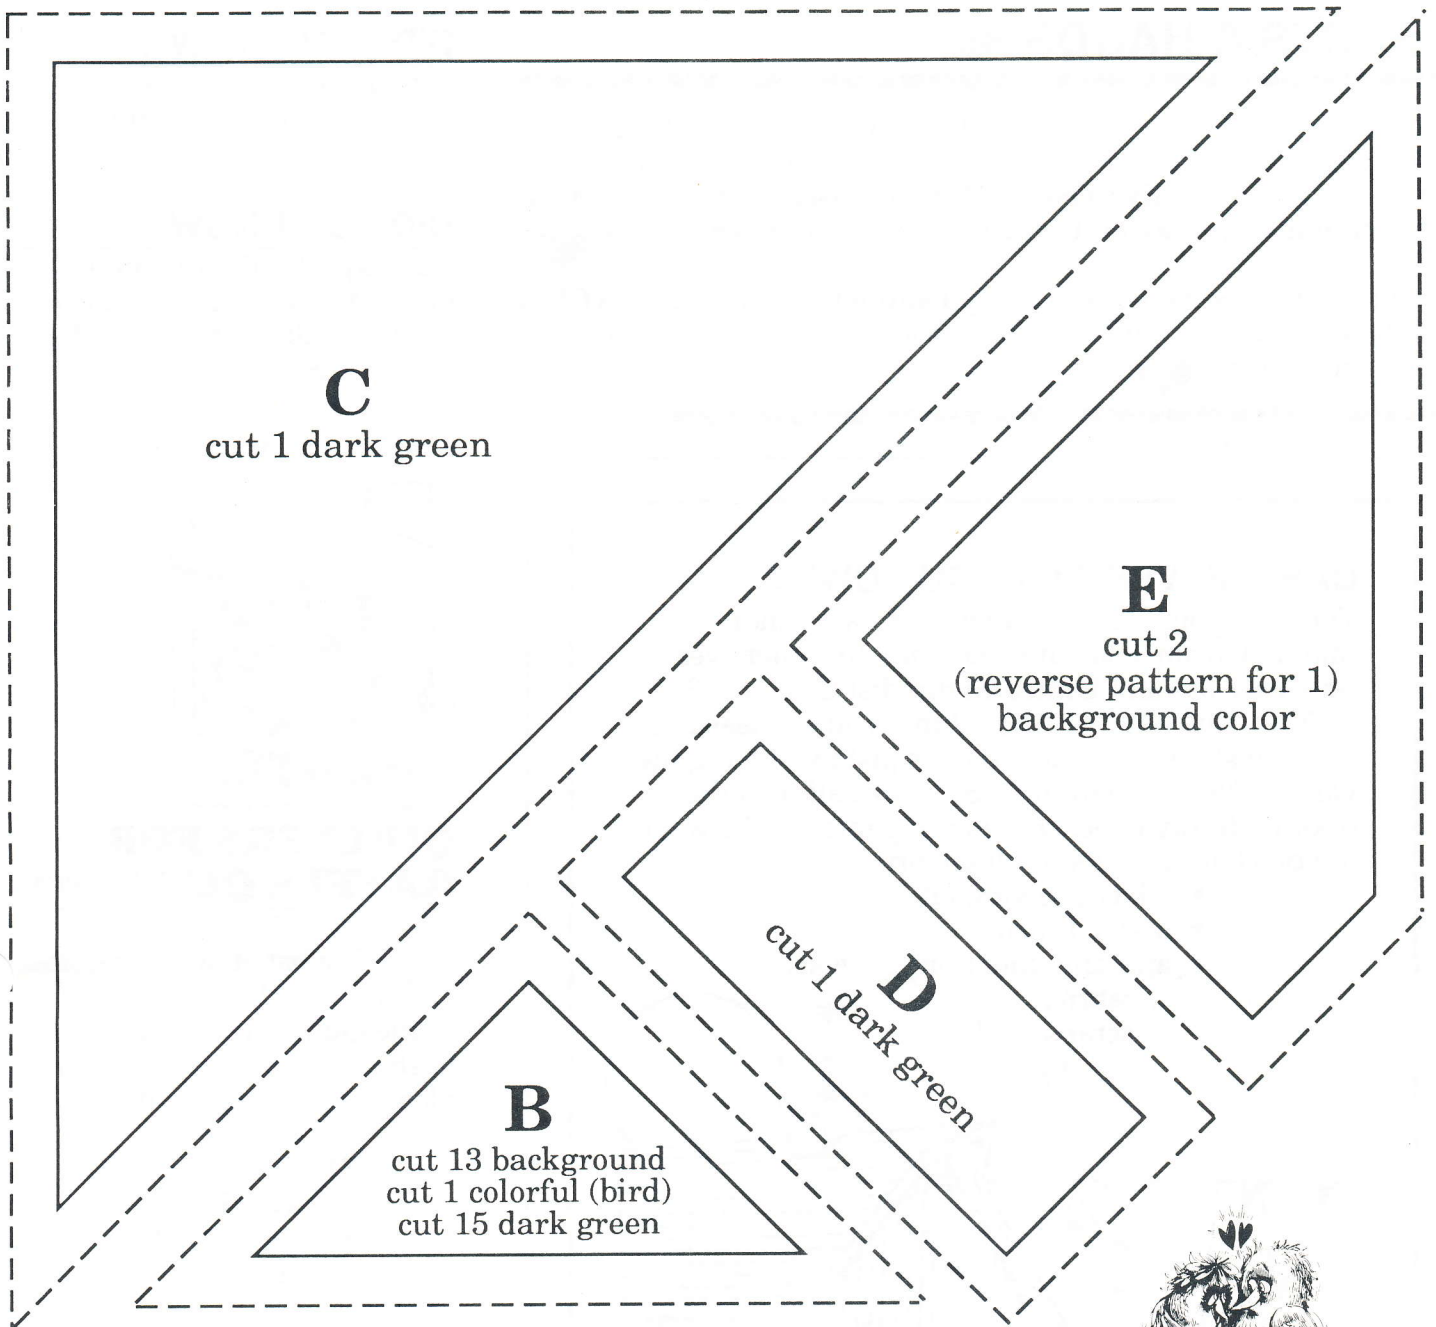 C
cut 1 dark green
E
cut 2
(reverse pattern for 1)
background color
D
cut 1 dark green
B
cut 13 background
cut 1 colorful (bird)
cut 15 dark green